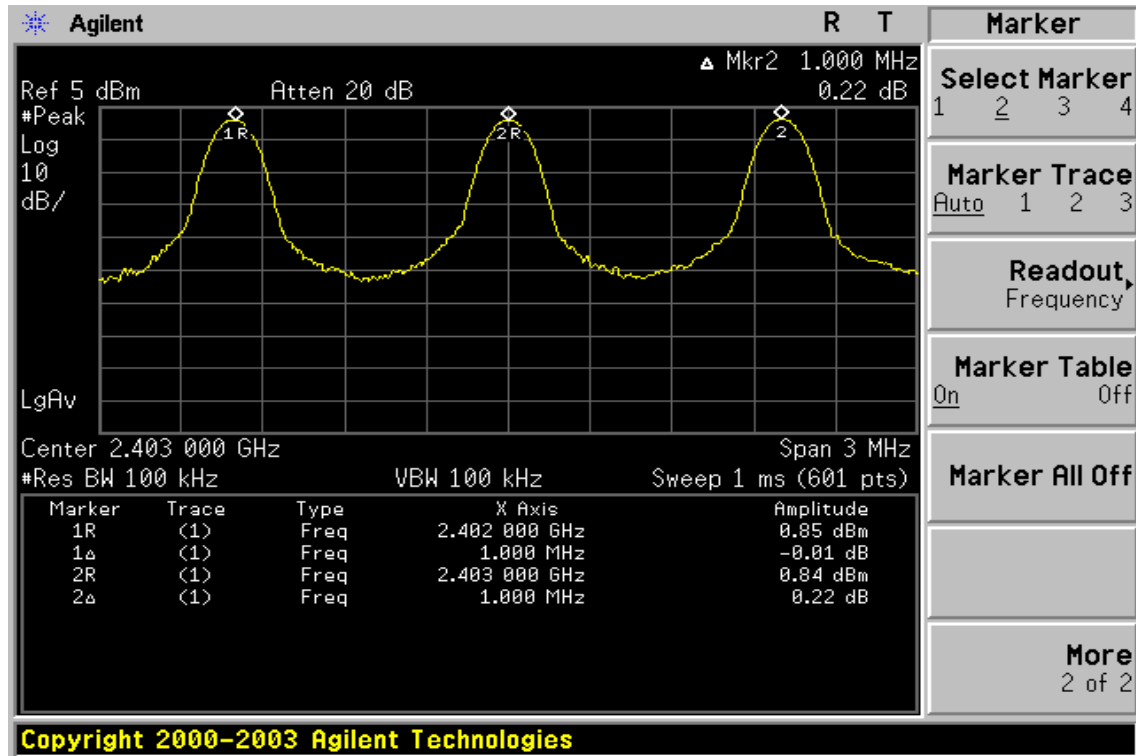 Agilent R T
Δ Mkr2 1.000 MHz
Ref 5 dBm Atten 20 dB 0.22 dB
#Peak
Log
10
dB/
1R 2R 2
LgAv
Center 2.403 000 GHz Span 3 MHz
#Res BW 100 kHz VBW 100 kHz Sweep 1 ms (601 pts)
Marker Trace Type X Axis Amplitude
1R (1) Freq 2.402 000 GHz 0.85 dBm
1Δ (1) Freq 1.000 MHz -0.01 dB
2R (1) Freq 2.403 000 GHz 0.84 dBm
2Δ (1) Freq 1.000 MHz 0.22 dB
Marker
Select Marker
1 2 3 4
Marker Trace
Auto 1 2 3
Readout
Frequency
Marker Table
On Off
Marker All Off
More
2 of 2
Copyright 2000-2003 Agilent Technologies